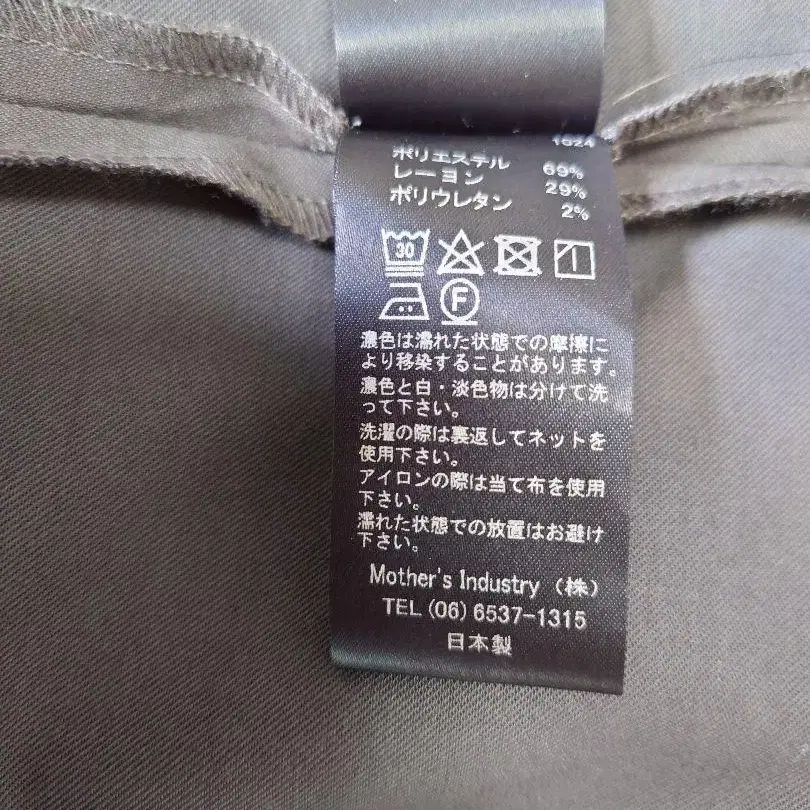 1024
ポリエステル 69%
レーヨン 29%
ポリウレタン 2%
30
F
濃色は濡れた状態での摩擦に
より移染することがあります。
濃色と白・淡色物は分けて洗
って下さい。
洗濯の際は裏返してネットを
使用下さい。
アイロンの際は当て布を使用
下さい。
濡れた状態での放置はお避け
下さい。
Mother's Industry (株)
TEL (06) 6537-1315
日本製